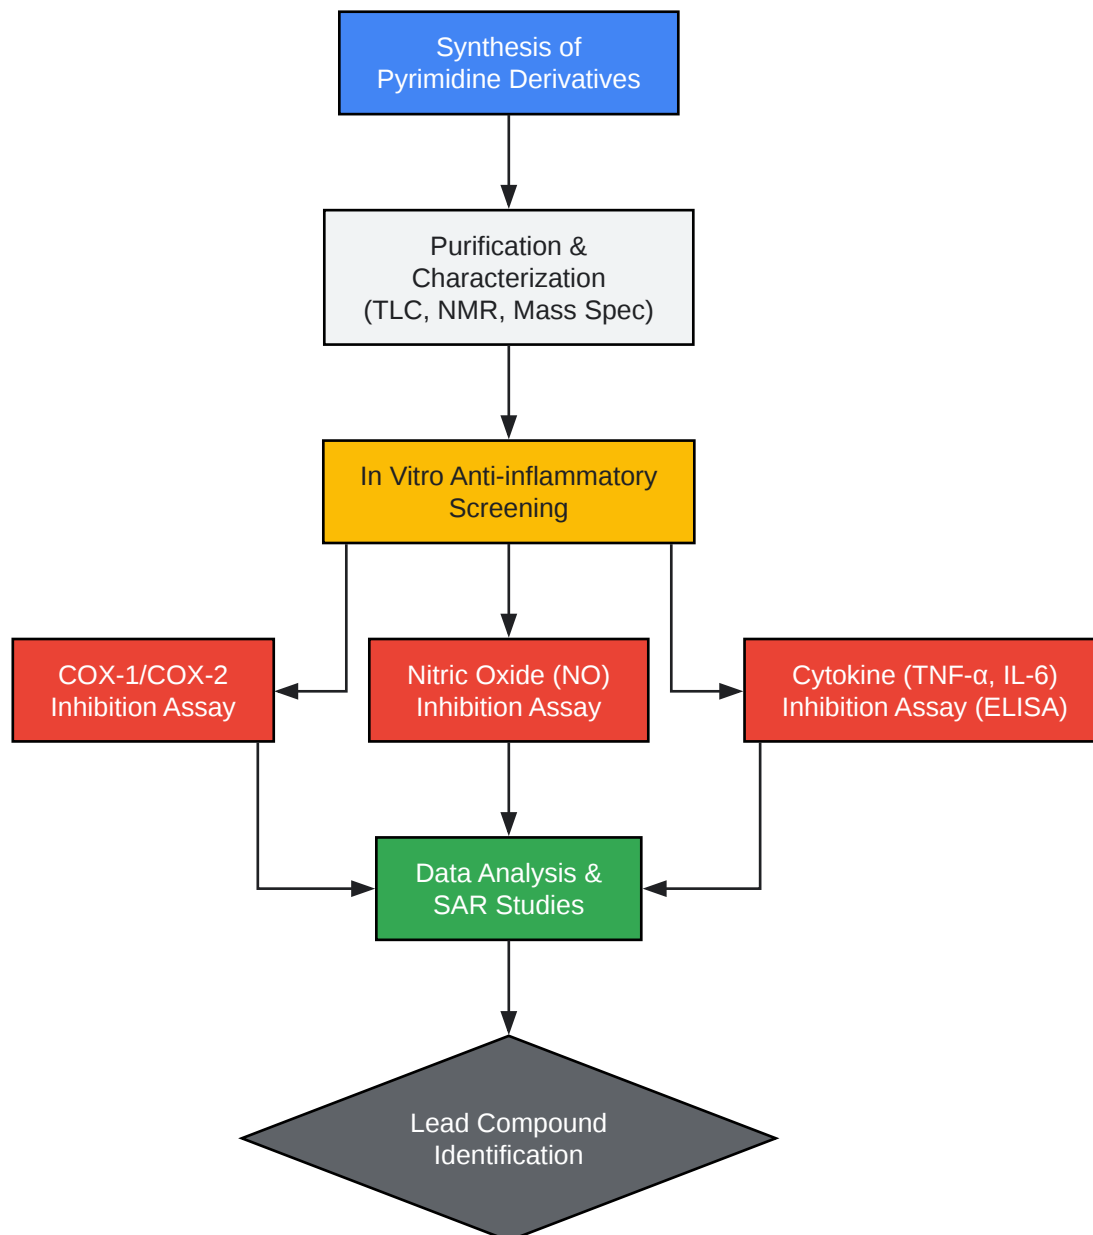 Synthesis of
Pyrimidine Derivatives
Purification &
Characterization
(TLC, NMR, Mass Spec)
In Vitro Anti-inflammatory
Screening
COX-1/COX-2
Inhibition Assay
Nitric Oxide (NO)
Inhibition Assay
Cytokine (TNF-α, IL-6)
Inhibition Assay (ELISA)
Data Analysis &
SAR Studies
Lead Compound
Identification